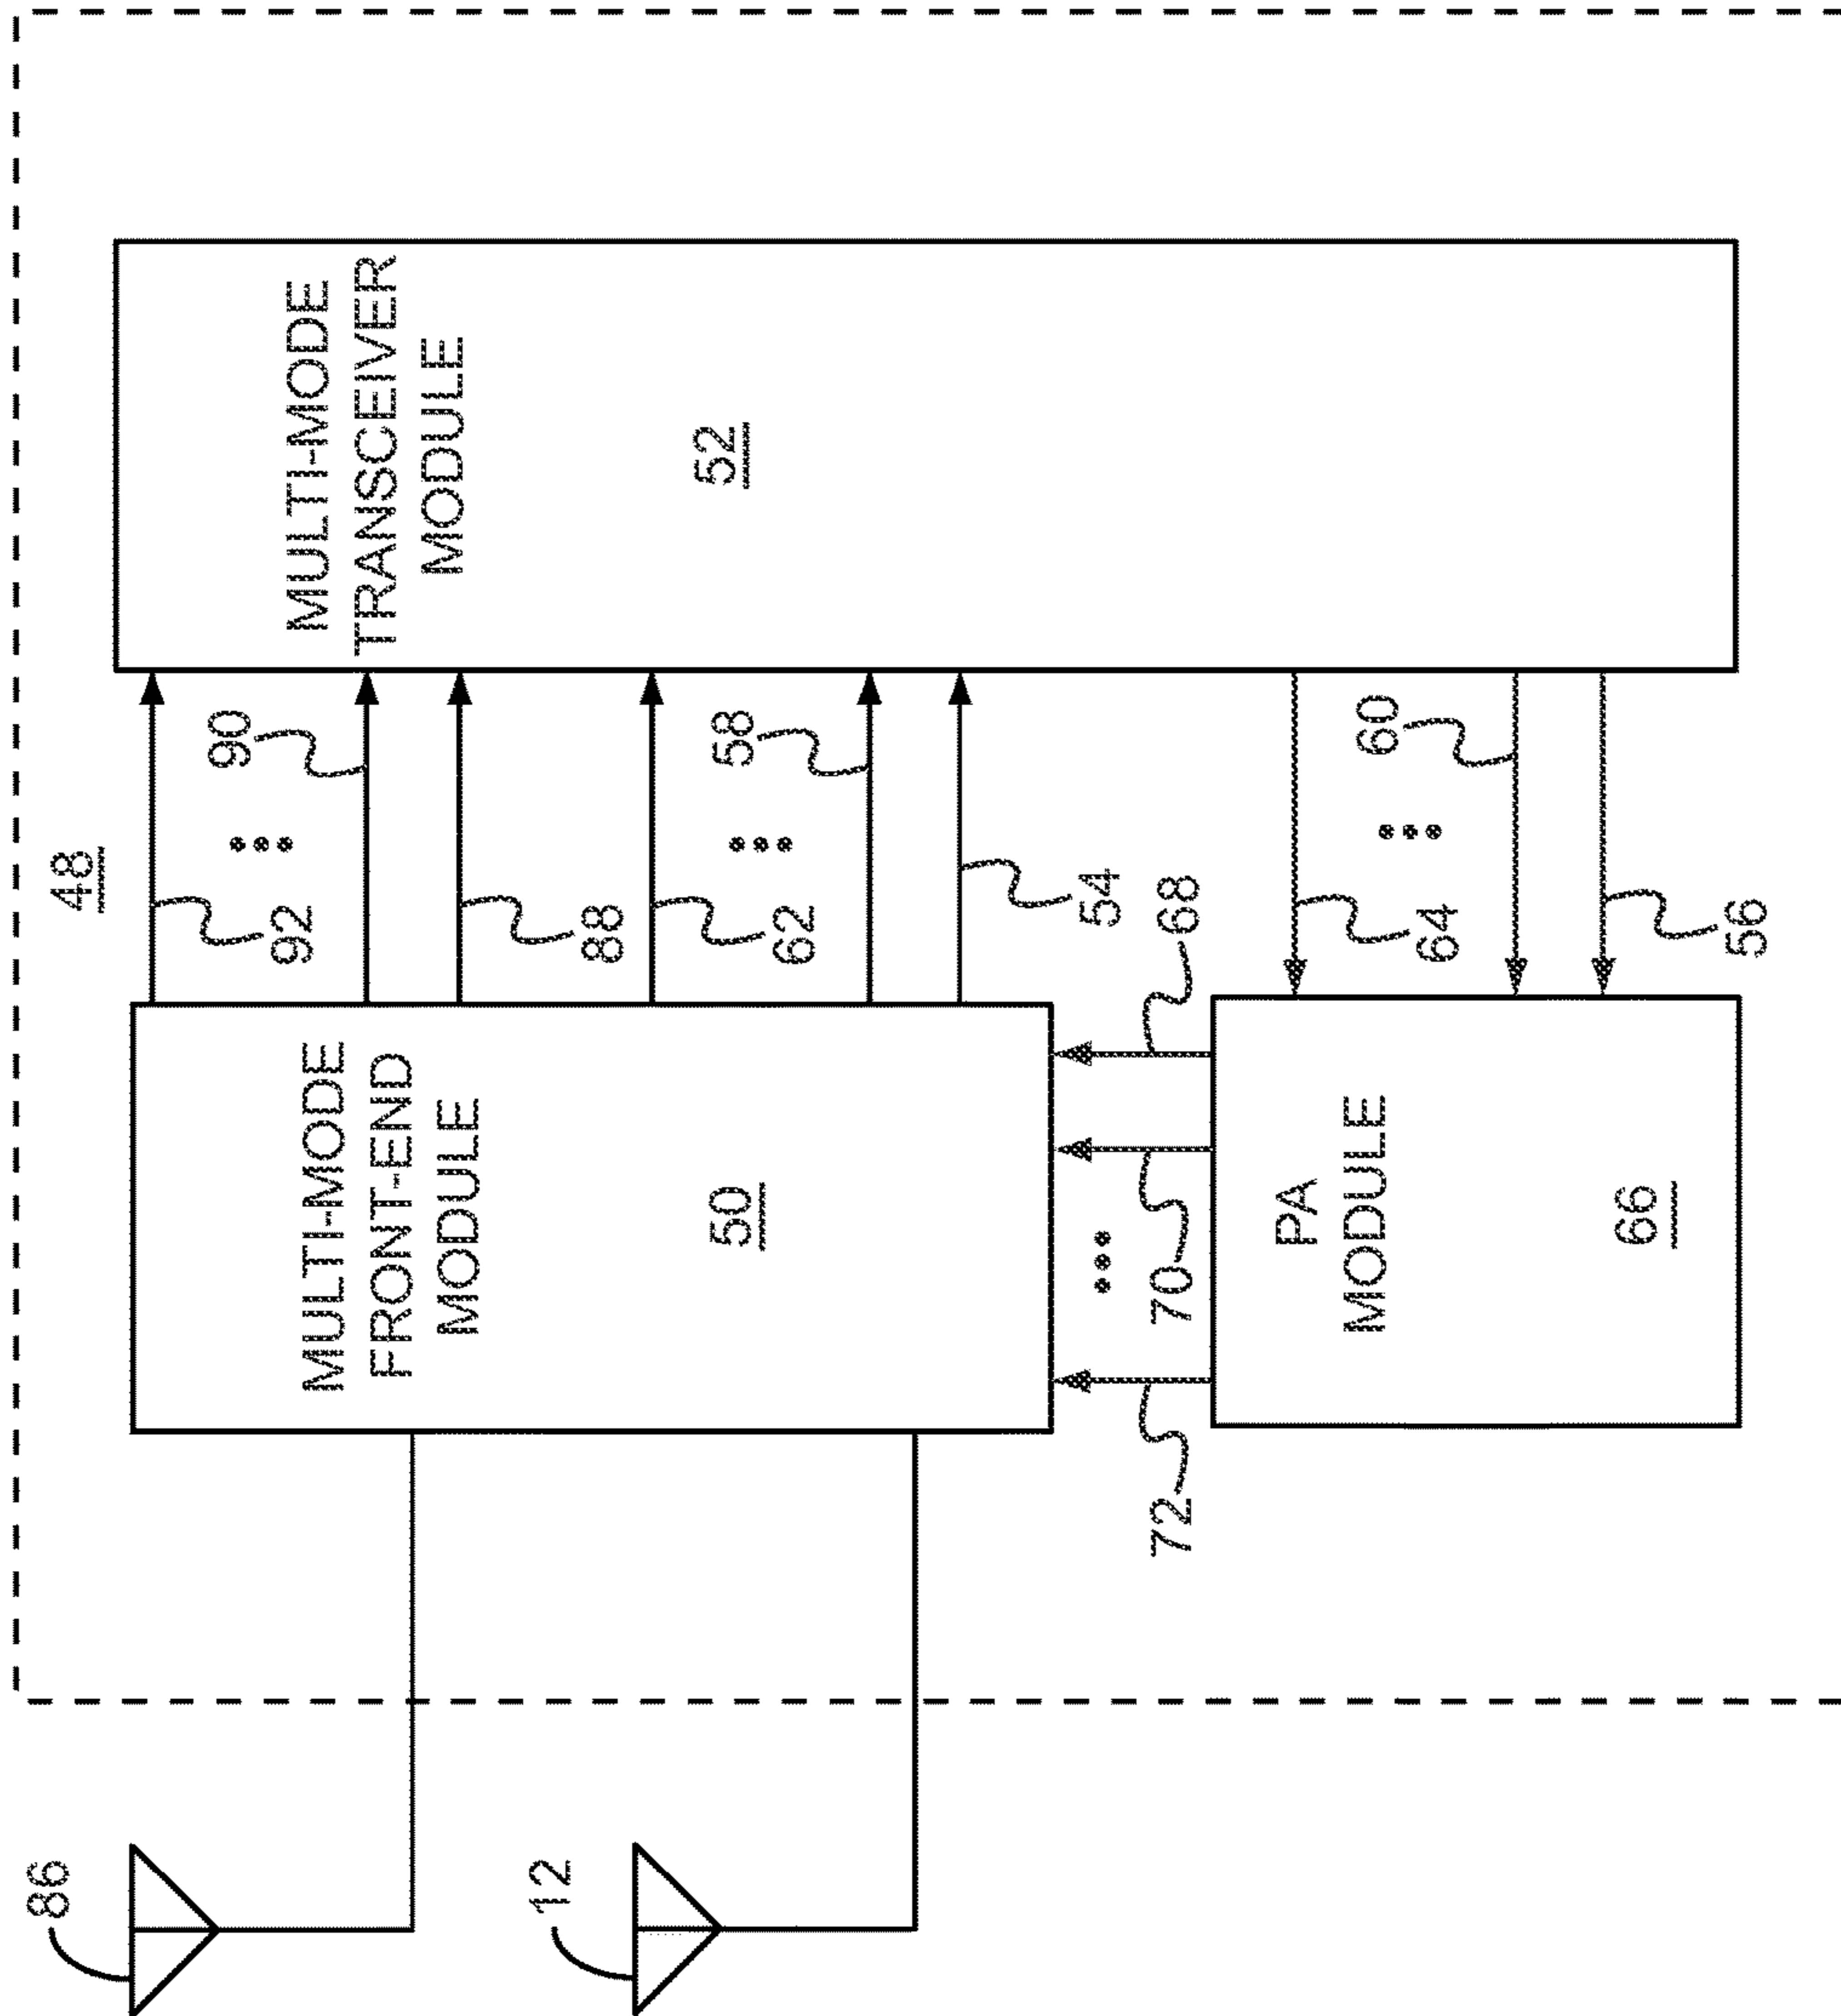 48
MULTI-MODE
TRANSCEIVER
MODULE
52
MULTI-MODE
FRONT-END
MODULE
50
PA
MODULE
66
86
12
92
90
88
62
58
54
68
70
72
64
60
56